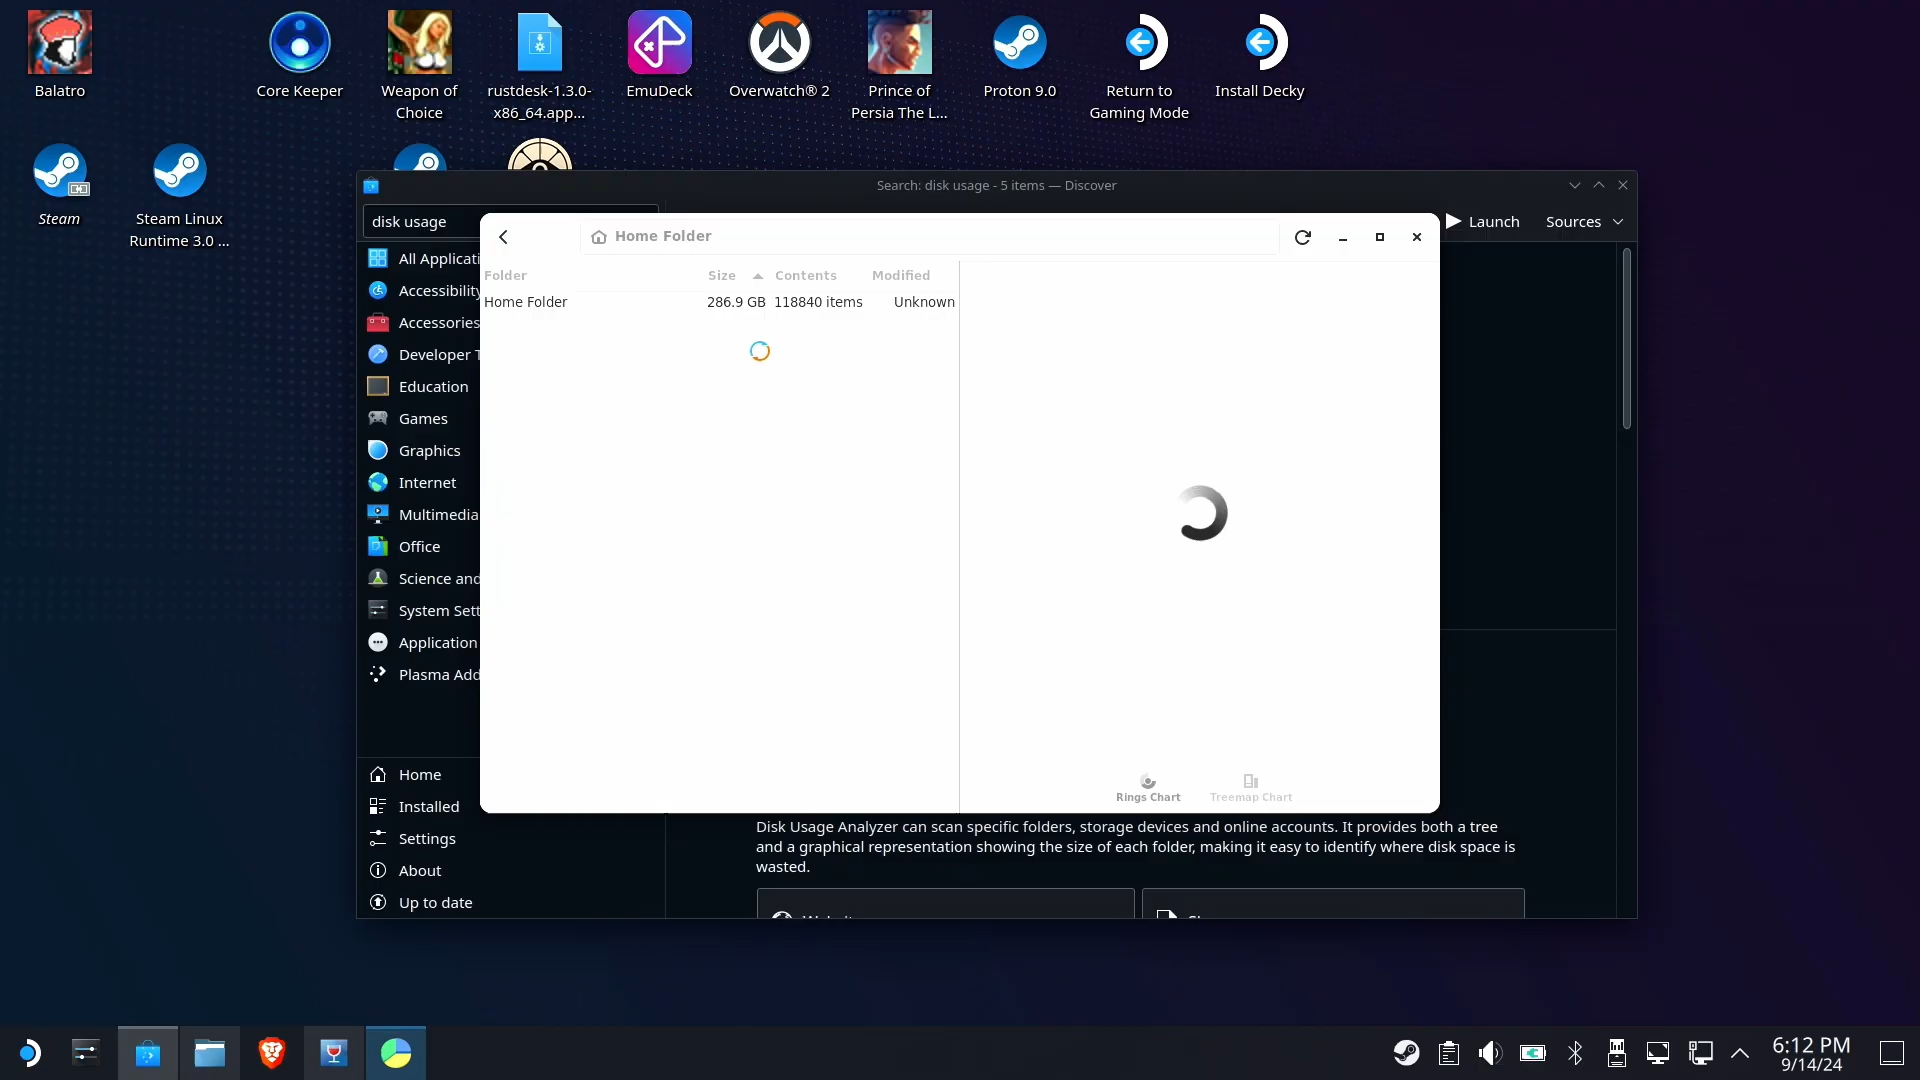 Balatro
Core Keeper
Weapon of
Choice
rustdesk-1.3.0-
x86_64.app...
EmuDeck
Overwatch® 2
Prince of
Persia The L...
Proton 9.0
Return to
Gaming Mode
Install Decky
Steam
Steam Linux
Runtime 3.0 ...
Search: disk usage - 5 items — Discover
disk usage
Launch
Sources
Home Folder
Folder Size Contents Modified
Home Folder 286.9 GB 118840 items Unknown
All Applicati
Accessibility
Accessories
Developer T
Education
Games
Graphics
Internet
Multimedia
Office
Science and
System Sett
Application
Plasma Add
Rings Chart
Treemap Chart
Home
Installed
Settings
About
Up to date
Disk Usage Analyzer can scan specific folders, storage devices and online accounts. It provides both a tree
and a graphical representation showing the size of each folder, making it easy to identify where disk space is
wasted.
6:12 PM
9/14/24